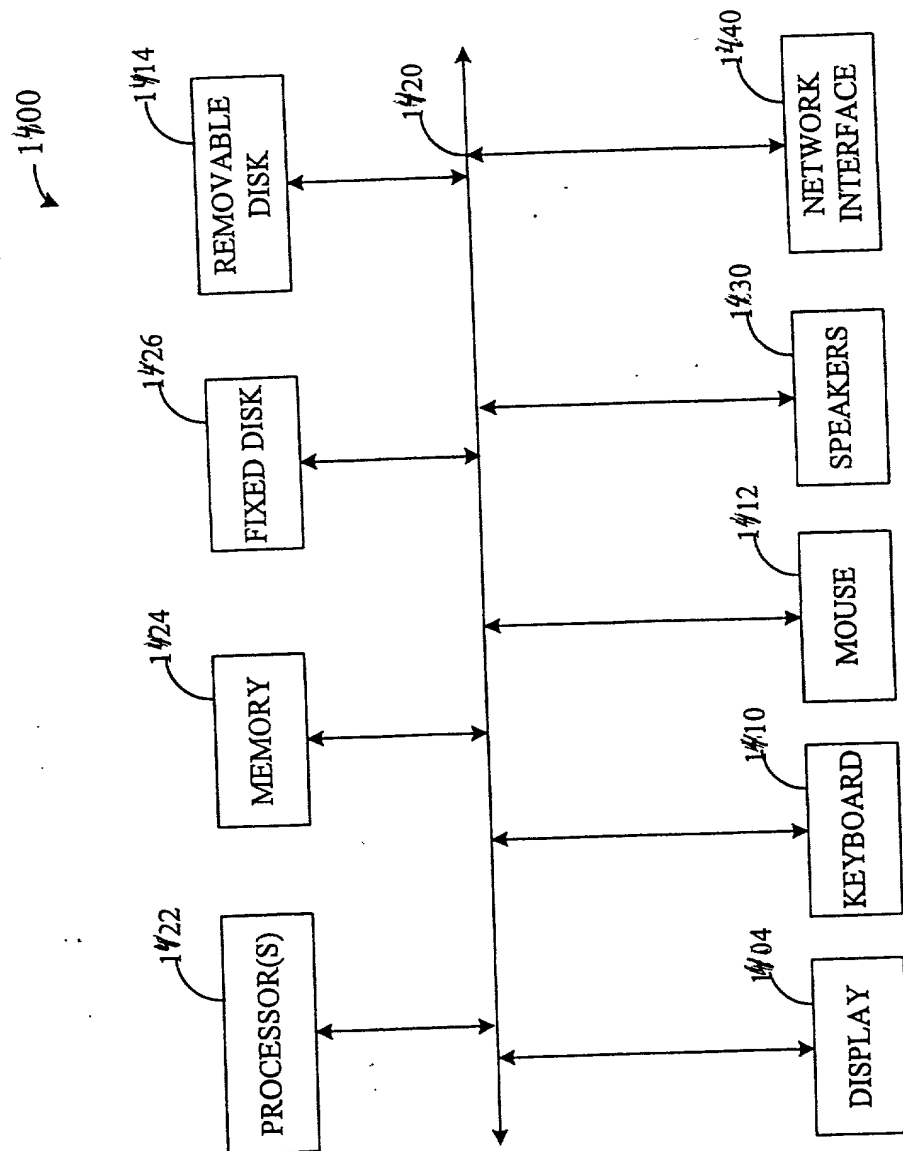 1400
1422
PROCESSOR(S)
1424
MEMORY
1426
FIXED DISK
1414
REMOVABLE
DISK
1420
1404
DISPLAY
1410
KEYBOARD
1412
MOUSE
1430
SPEAKERS
1440
NETWORK
INTERFACE